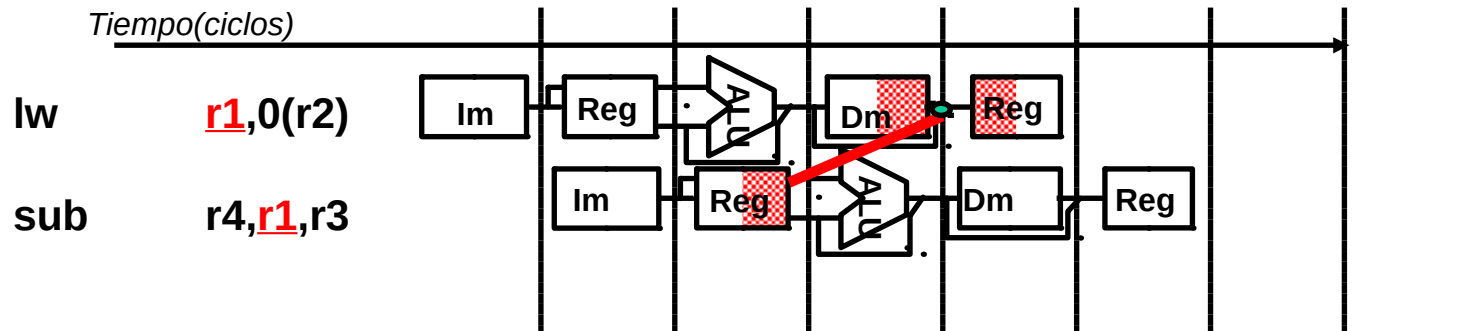 Tiempo(ciclos)
lw r1,0(r2) Im Reg ALU Dm Reg
sub r4,r1,r3 Im Reg ALU Dm Reg